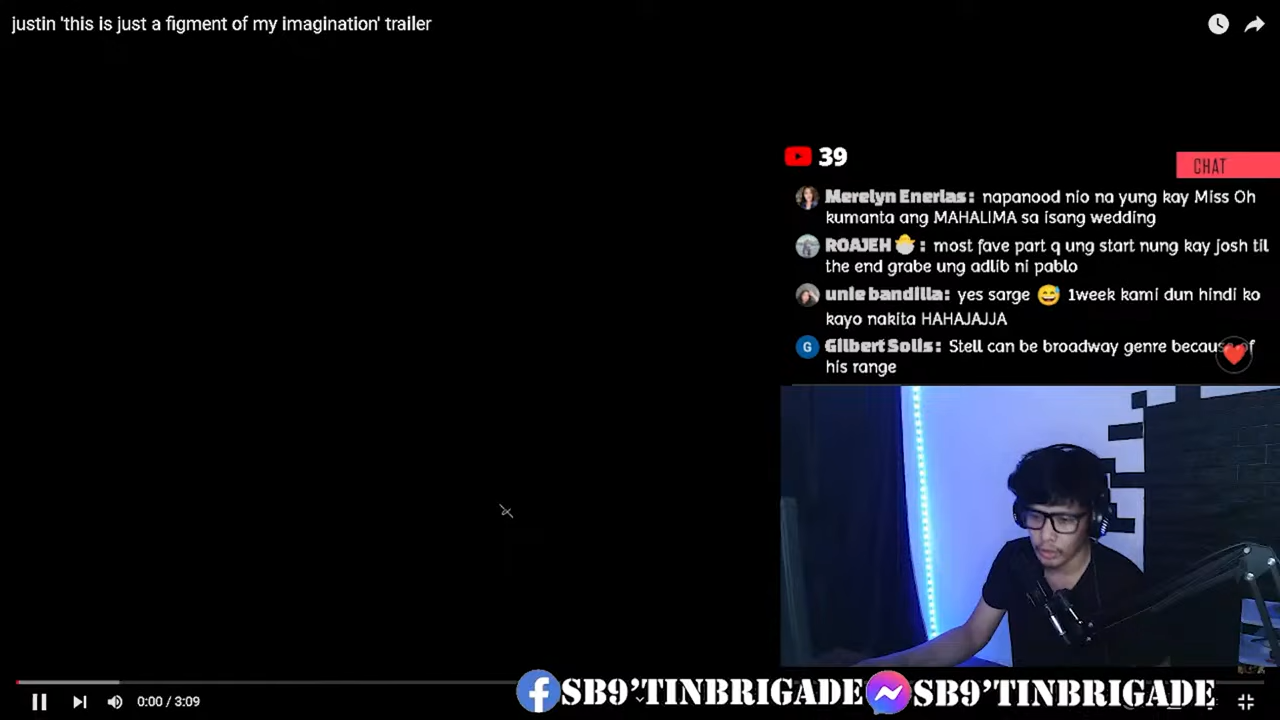 justin 'this is just a figment of my imagination' trailer
39
CHAT
Merelyn Enerlas: napanood nio na yung kay Miss Oh
kumanta ang MAHALIMA sa isang wedding
ROAJEH 🐣: most fave part q ung start nung kay josh til
the end grabe ung adlib ni pablo
unie bandilla: yes sarge 😅 1week kami dun hindi ko
kayo nakita HAHAJAJJA
G Gilbert Solis: Stell can be broadway genre because of
his range
0:00 / 3:09
SB9'TINBRIGADE SB9'TINBRIGADE